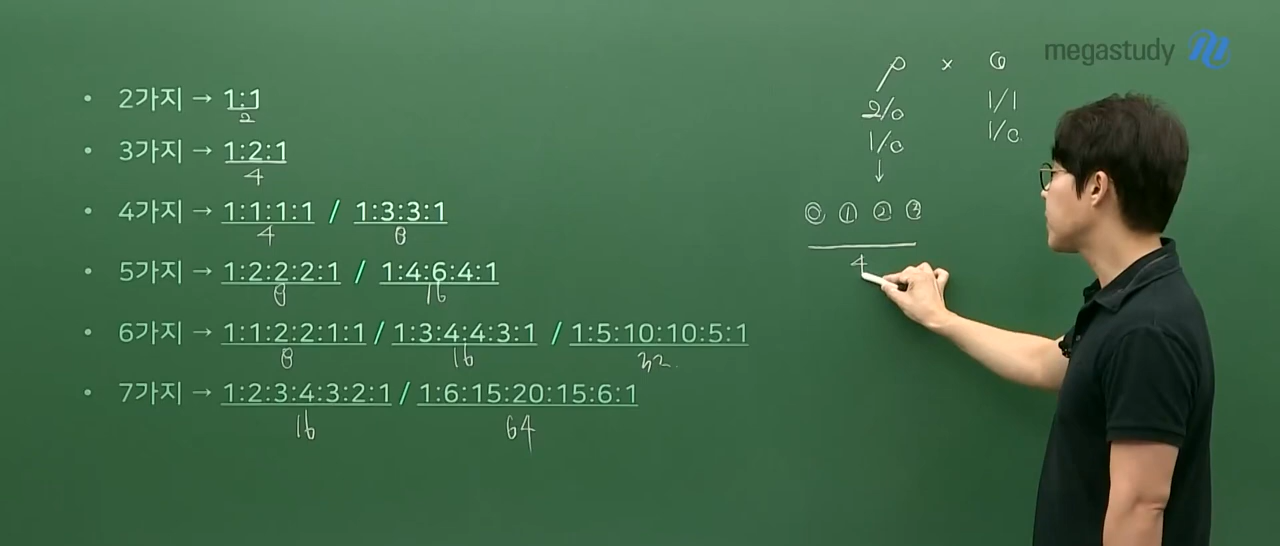 megastudy
• 2가지 → 1:1
2
• 3가지 → 1:2:1
4
• 4가지 → 1:1:1:1 / 1:3:3:1
4 8
• 5가지 → 1:2:2:2:1 / 1:4:6:4:1
8 16
• 6가지 → 1:1:2:2:1:1 / 1:3:4:4:3:1 / 1:5:10:10:5:1
8 16 32.
• 7가지 → 1:2:3:4:3:2:1 / 1:6:15:20:15:6:1
16 64
P × Q
2/0 1/1
1/0 1/0
↓
⓪ ① ② ③
4